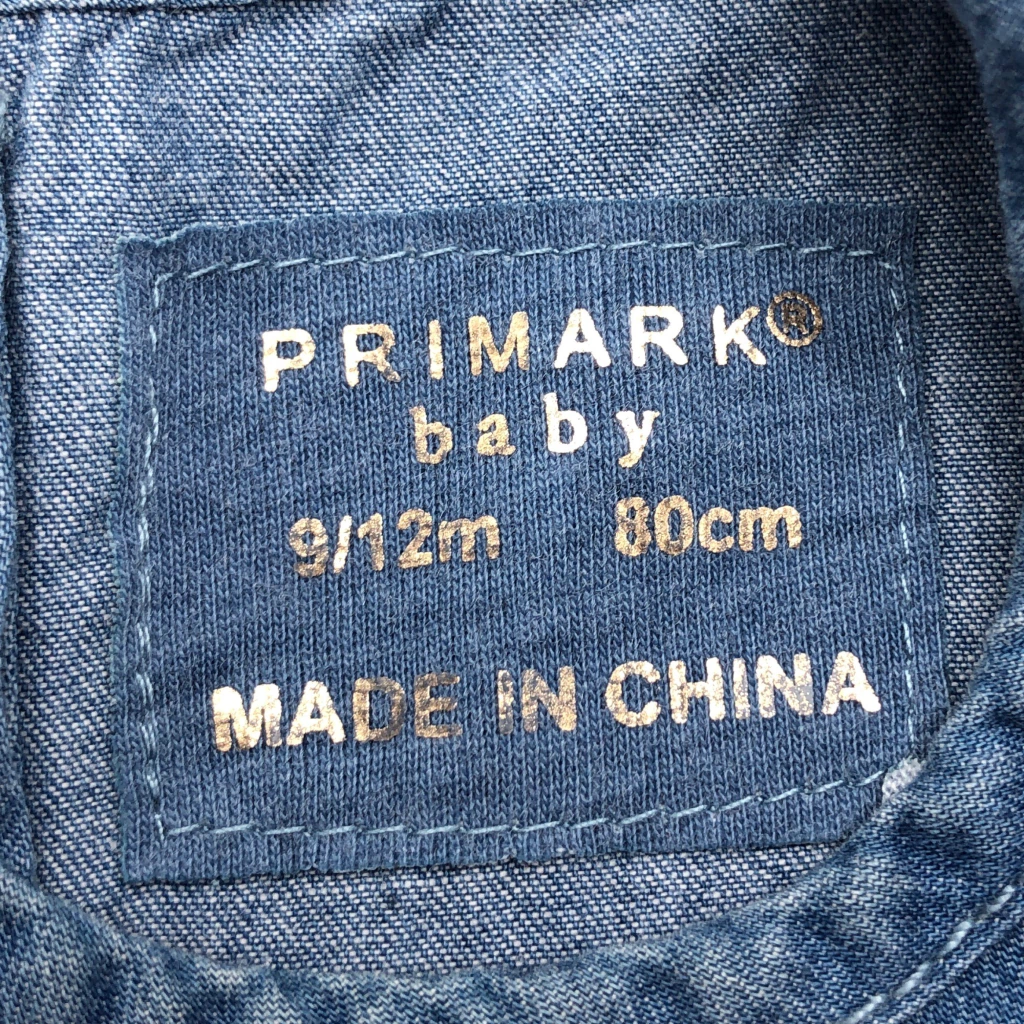 PRIMARK®
baby
9/12m 80cm
MADE IN CHINA